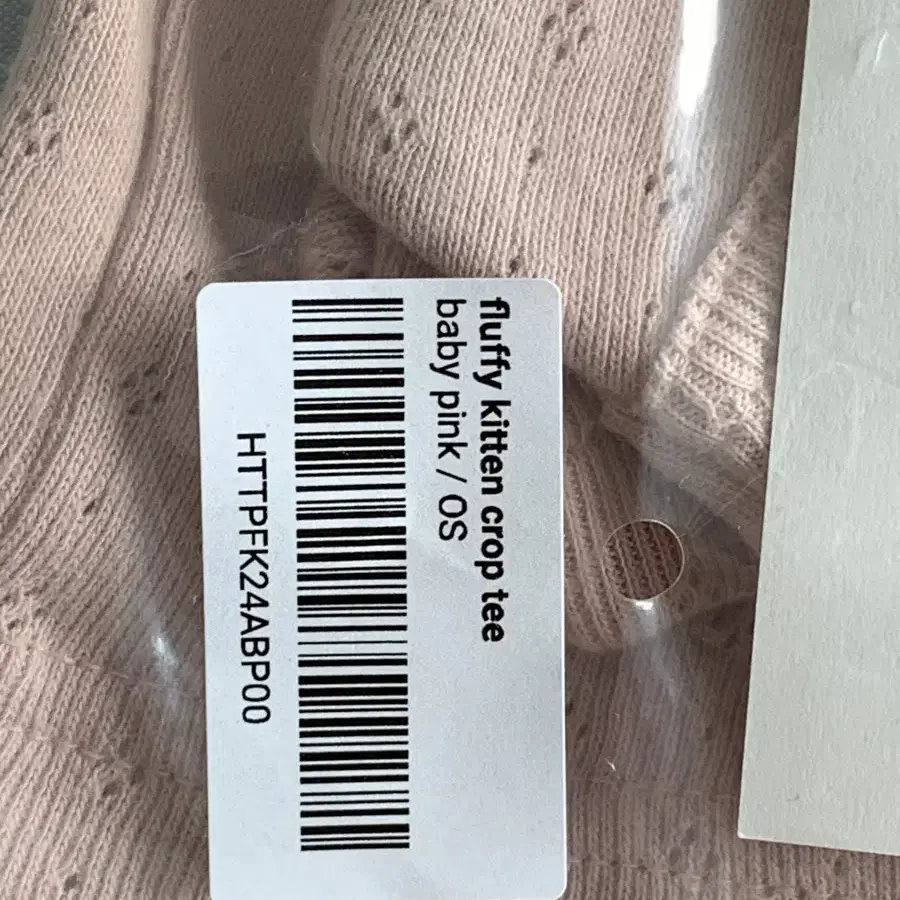 fluffy kitten crop tee
baby pink / OS
HTTPFK24ABP00